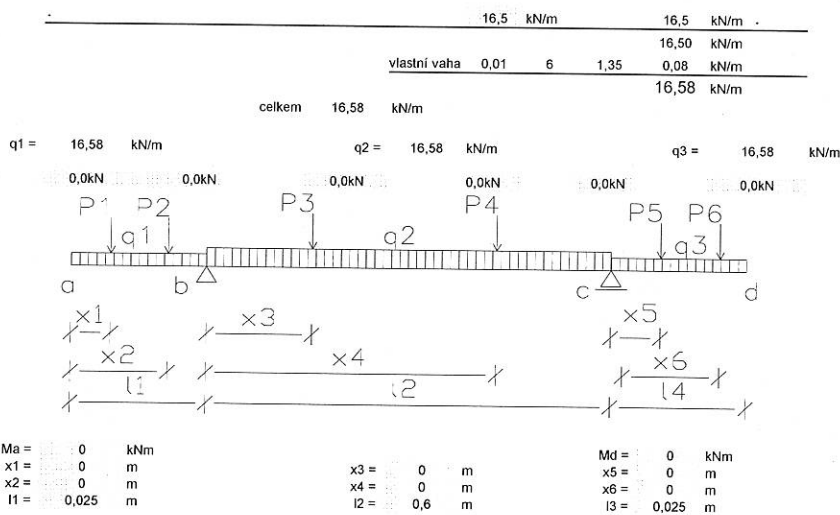 16,5 kN/m 16,5 kN/m
16,50 kN/m
vlastní vaha 0,01 6 1,35 0,08 kN/m
16,58 kN/m
celkem 16,58 kN/m
q1 = 16,58 kN/m q2 = 16,58 kN/m q3 = 16,58 kN/m
0,0kN 0,0kN 0,0kN 0,0kN 0,0kN 0,0kN
P1 P2 P3 P4 P5 P6
q1 q2 q3
a b c d
x1 x3 x5
x2 x4 x6
l1 l2 l4
Ma = 0 kNm Md = 0 kNm
x1 = 0 m x3 = 0 m x5 = 0 m
x2 = 0 m x4 = 0 m x6 = 0 m
l1 = 0,025 m l2 = 0,6 m l3 = 0,025 m